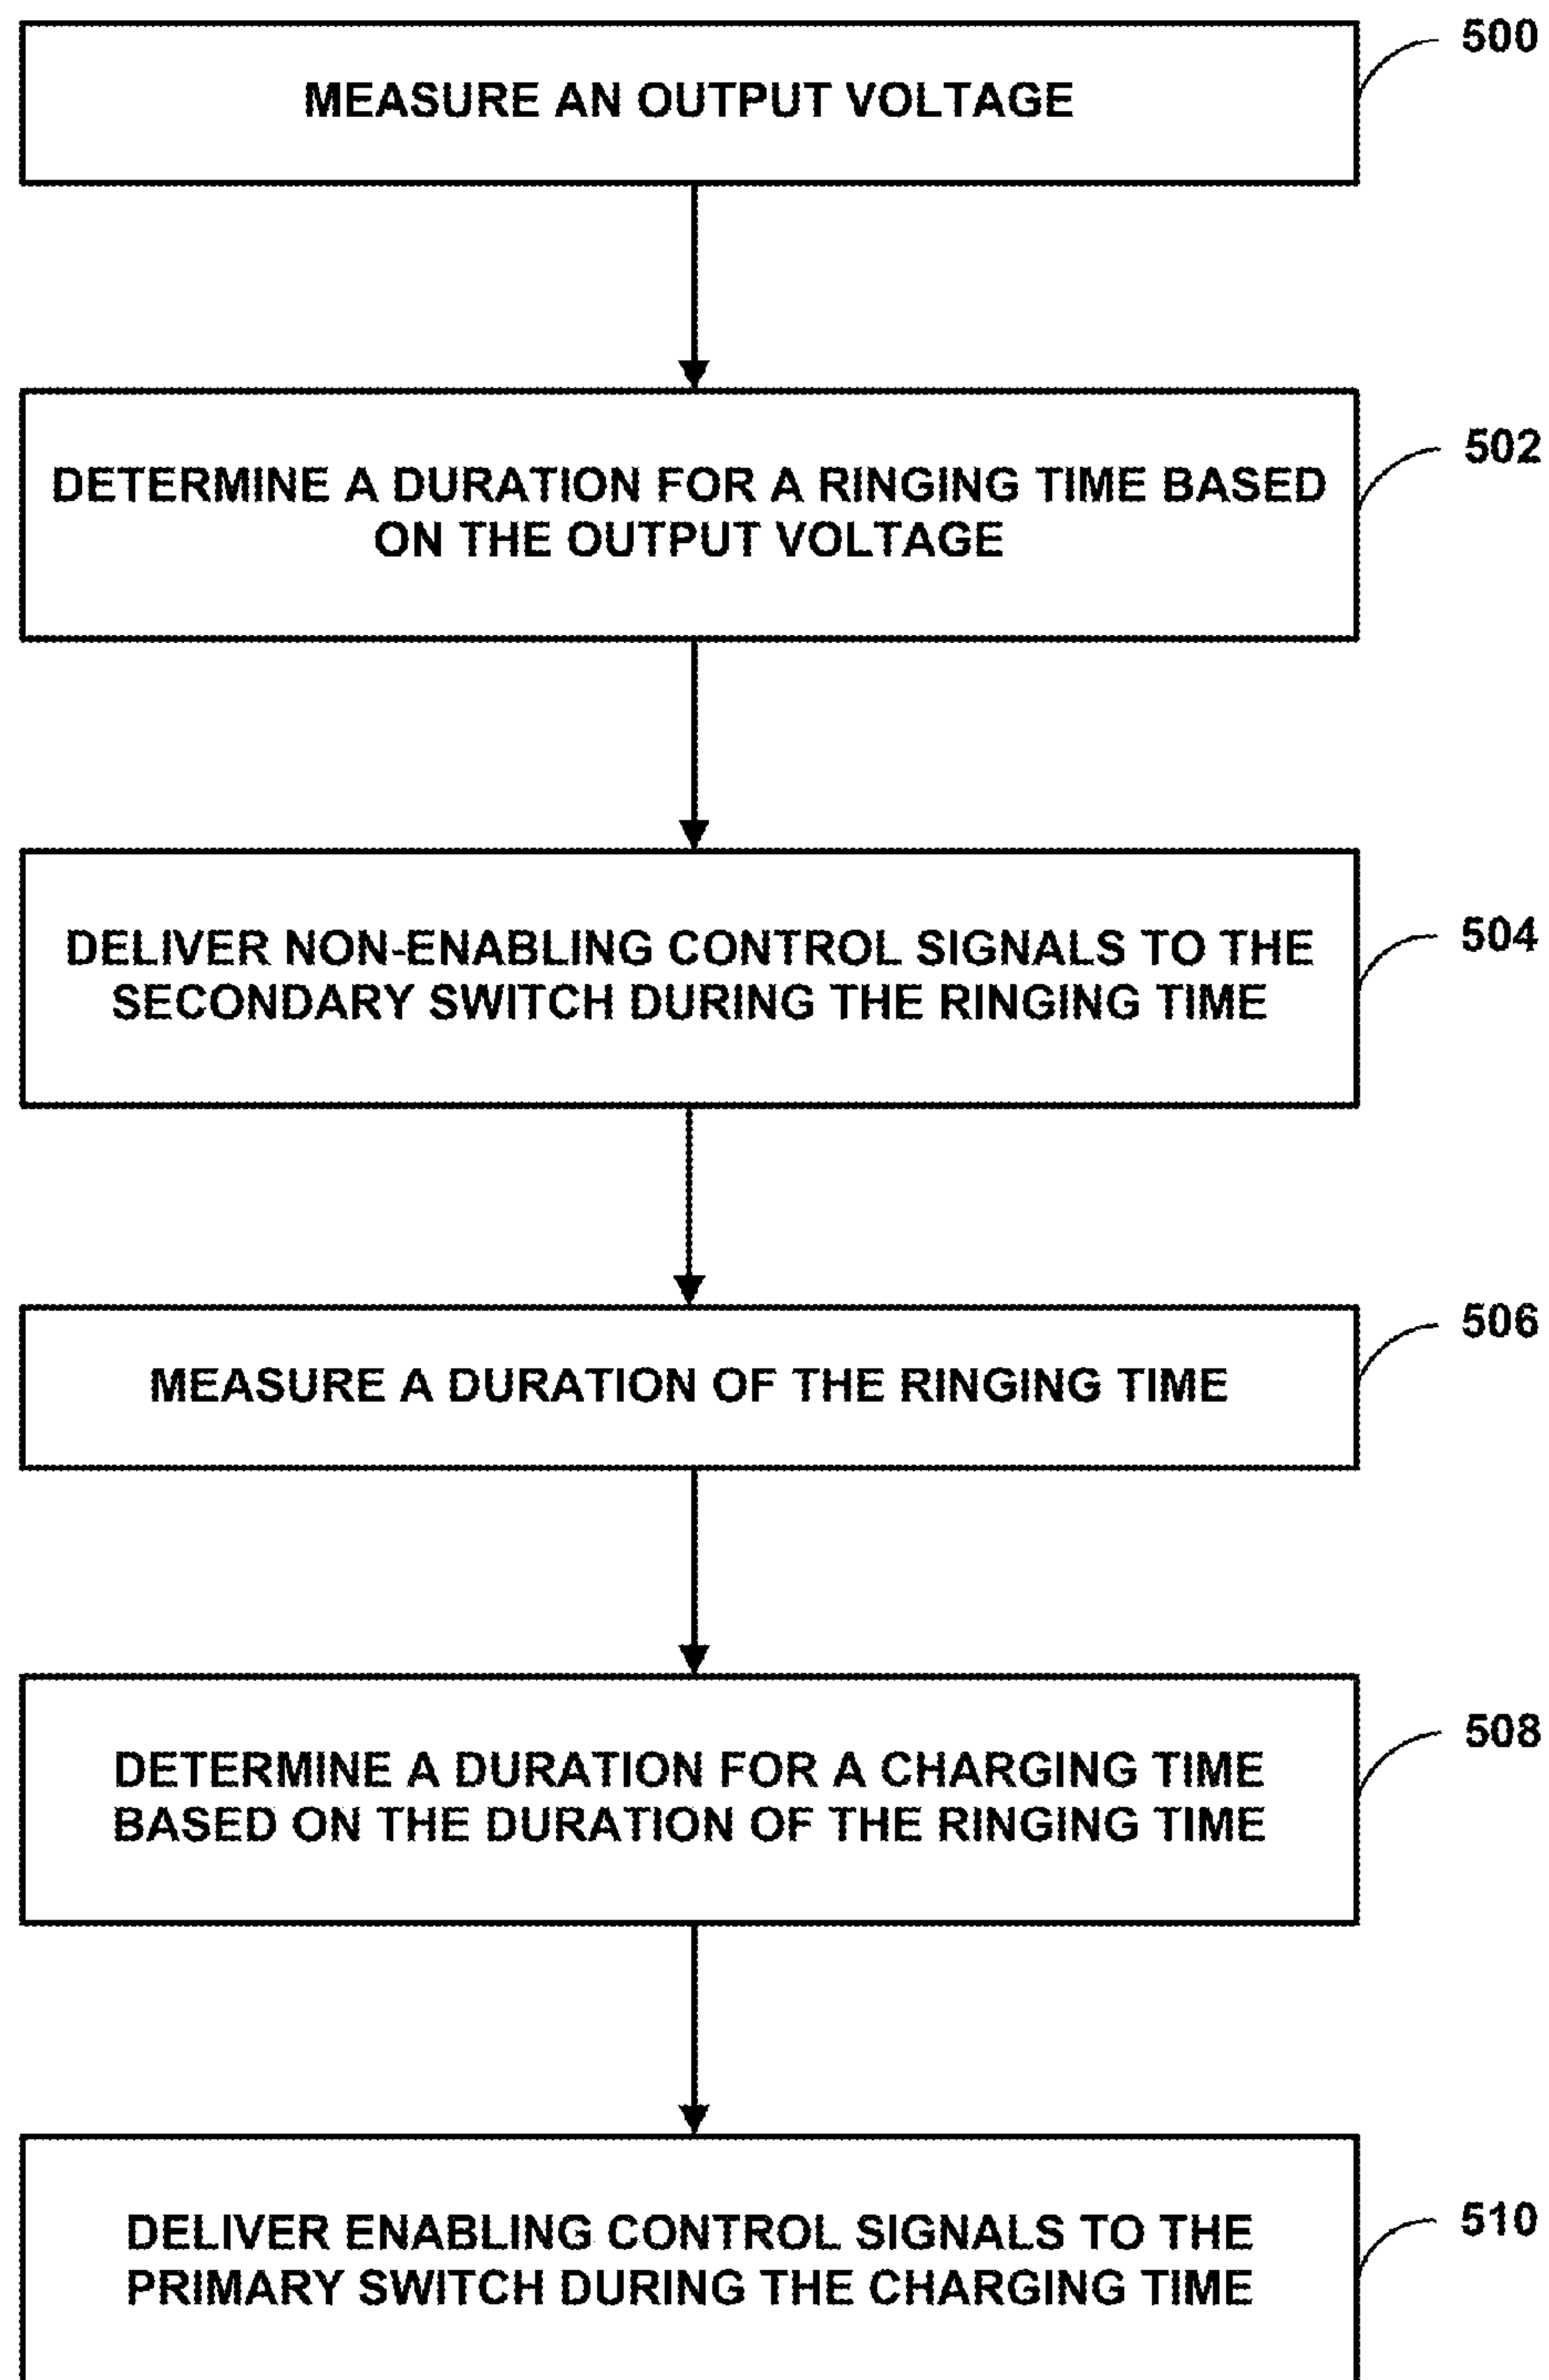 500
MEASURE AN OUTPUT VOLTAGE
502
DETERMINE A DURATION FOR A RINGING TIME BASED
ON THE OUTPUT VOLTAGE
504
DELIVER NON-ENABLING CONTROL SIGNALS TO THE
SECONDARY SWITCH DURING THE RINGING TIME
506
MEASURE A DURATION OF THE RINGING TIME
508
DETERMINE A DURATION FOR A CHARGING TIME
BASED ON THE DURATION OF THE RINGING TIME
510
DELIVER ENABLING CONTROL SIGNALS TO THE
PRIMARY SWITCH DURING THE CHARGING TIME